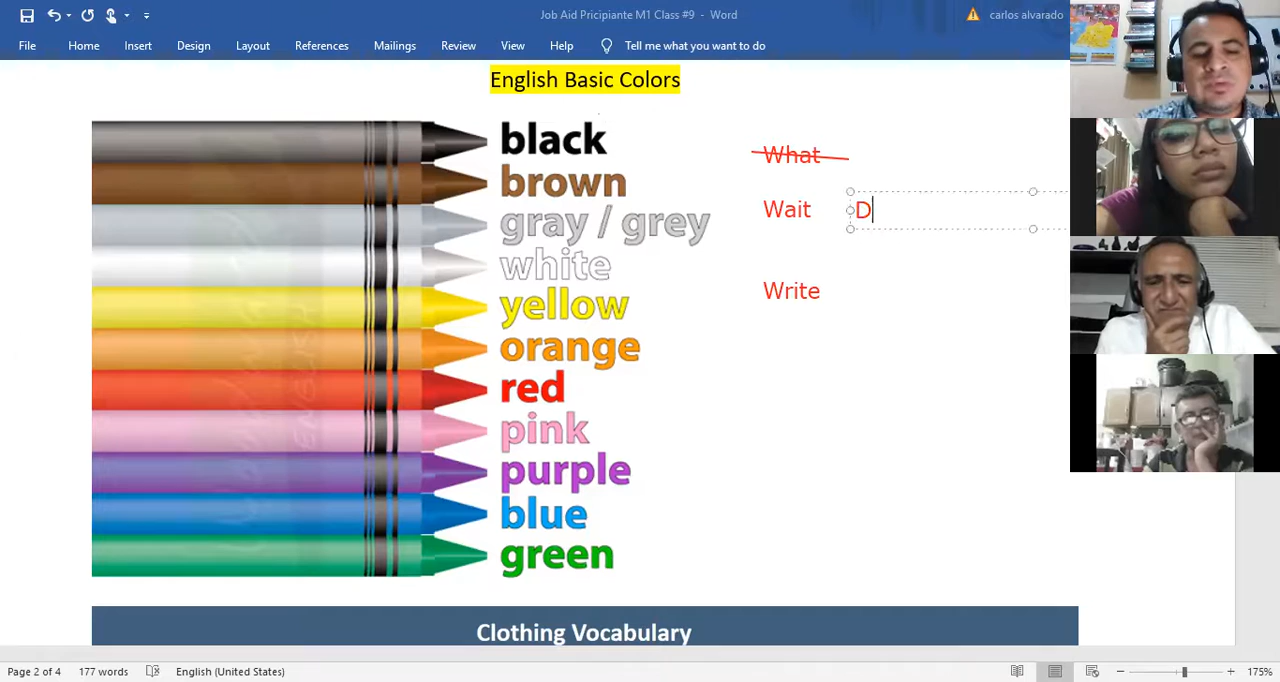 Job Aid Pricipiante M1 Class #9 - Word
carlos alvarado
File Home Insert Design Layout References Mailings Review View Help Tell me what you want to do
English Basic Colors
black
brown
gray / grey
white
yellow
orange
red
pink
purple
blue
green
What
Wait D
Write
Clothing Vocabulary
Page 2 of 4 177 words English (United States) 175%